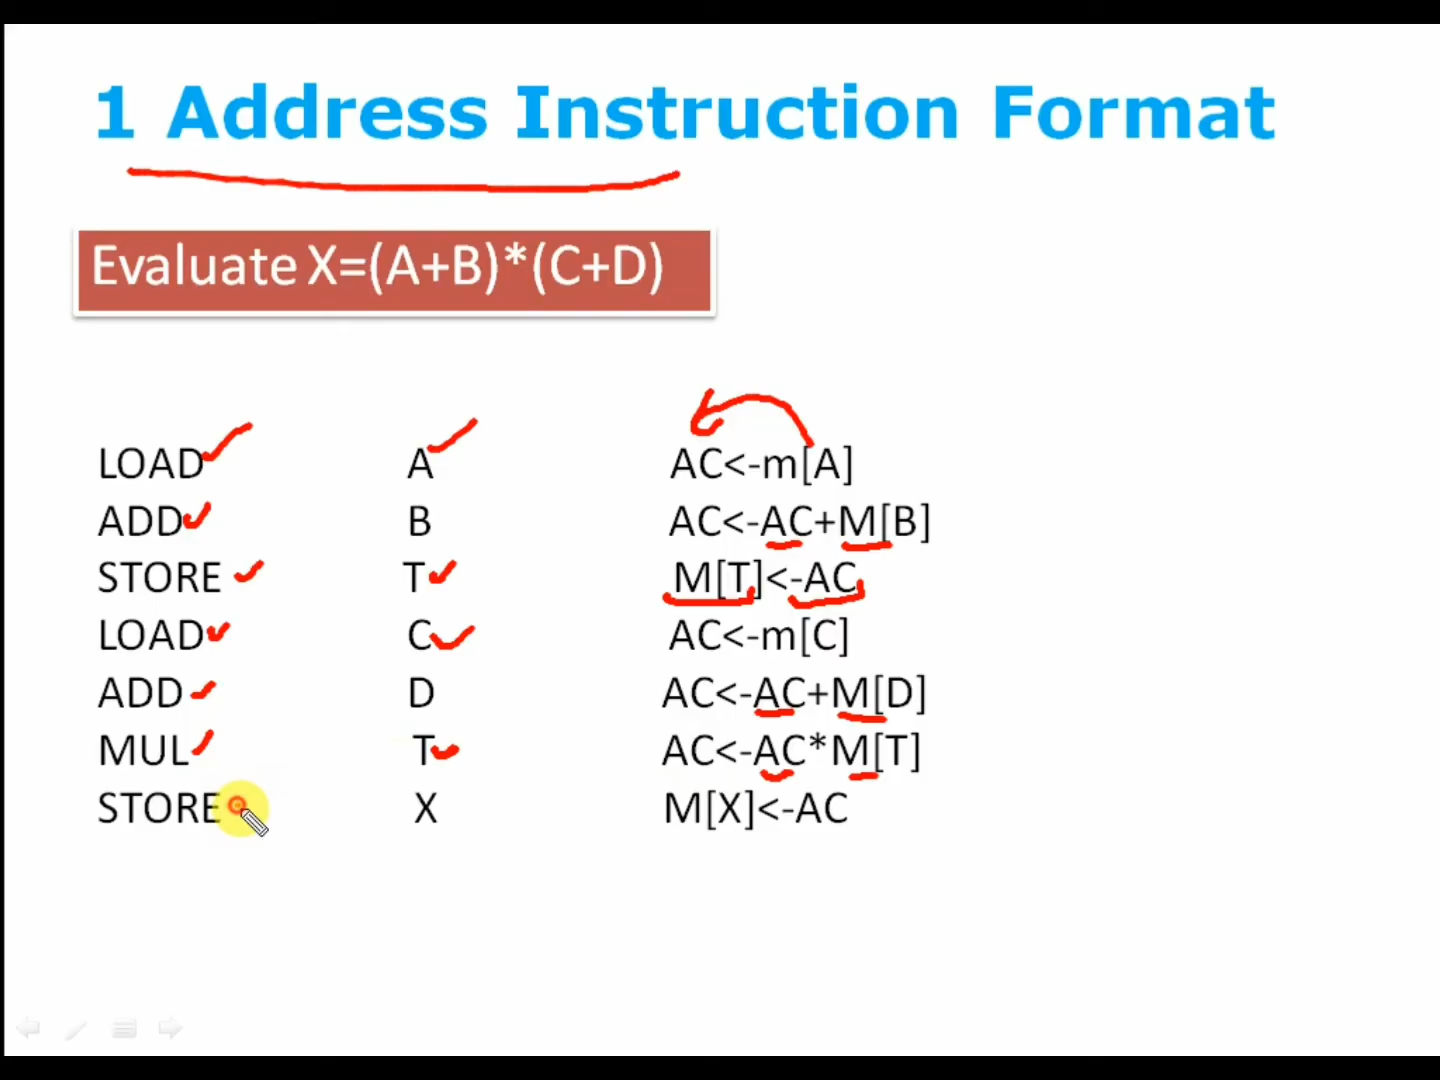 1 Address Instruction Format
Evaluate X=(A+B)*(C+D)
LOAD A AC<-m[A]
ADD B AC<-AC+M[B]
STORE T M[T]<-AC
LOAD C AC<-m[C]
ADD D AC<-AC+M[D]
MUL T AC<-AC*M[T]
STORE X M[X]<-AC